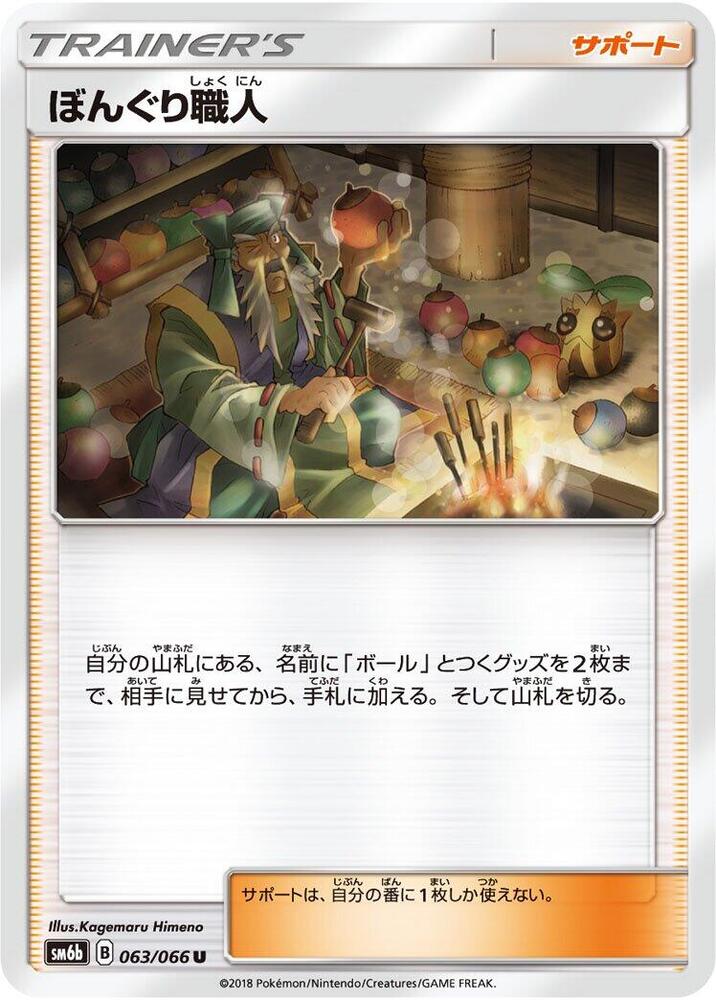 TRAINER'S
サポート
しょく にん
ぼんぐり職人
じぶん やまふだ なまえ まい
自分の山札にある、名前に「ボール」とつくグッズを2枚ま
あいて み てふだ くわ やまふだ き
で、相手に見せてから、手札に加える。そして山札を切る。
じぶん ばん まい つか
サポートは、自分の番に1枚しか使えない。
Illus.Kagemaru Himeno
sm6b B 063/066 U
©2018 Pokémon/Nintendo/Creatures/GAME FREAK.